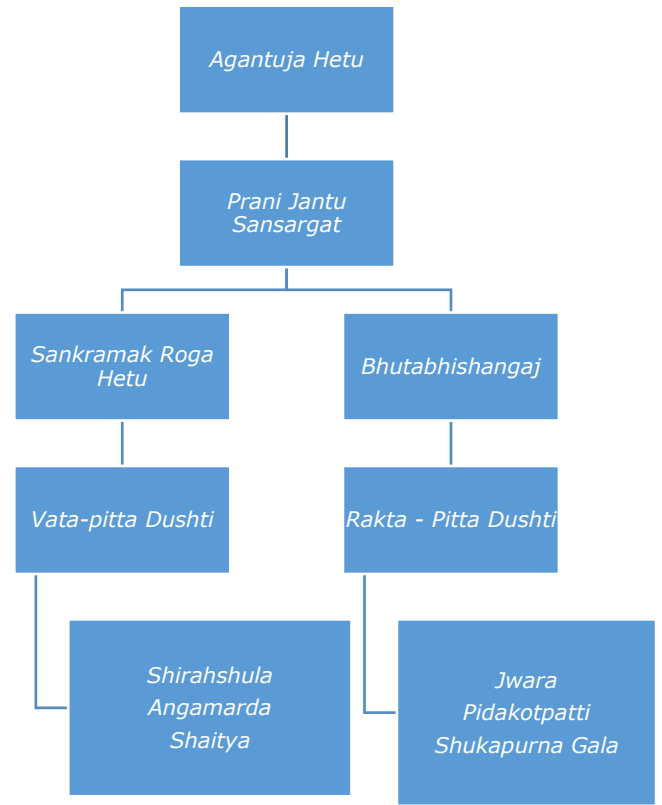 Agantuja Hetu
Prani Jantu
Sansargat
Sankramak Roga
Hetu
Bhutabhishangaj
Vata-pitta Dushti
Rakta - Pitta Dushti
Shirahshula
Angamarda
Shaitya
Jwara
Pidakotpatti
Shukapurna Gala